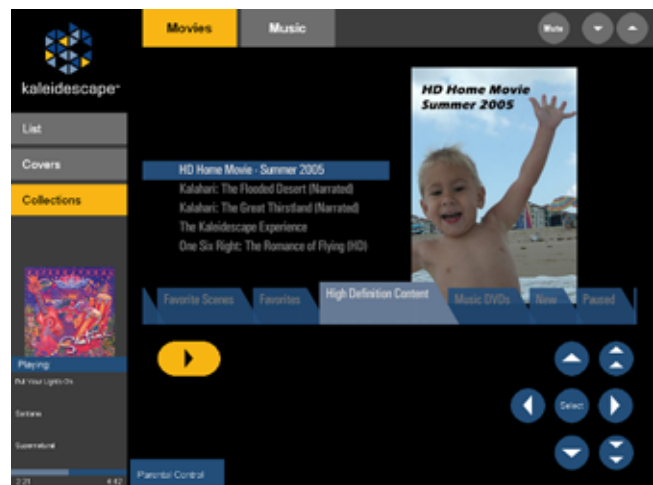 Movies
Music
Mute
kaleidescape
List
Covers
Collections
HD Home Movie
Summer 2005
HD Home Movie - Summer 2005
Kalahari: The Flooded Desert (Narrated)
Kalahari: The Great Thirstland (Narrated)
The Kaleidescape Experience
One Six Right: The Romance of Flying (HD)
Favorite Scenes
Favorites
High Definition Content
Music DVDs
New
Paused
Santana
Playing
Put Your Lights On
Santana
Supernatural
2:21
4:42
Parental Control
Select